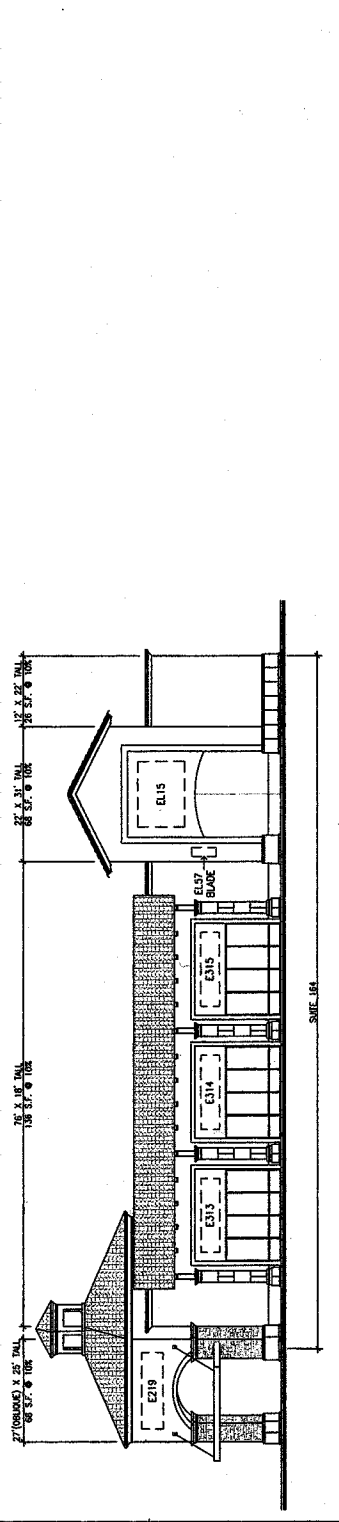 27'(OBLIQUE) X 25' TALL
68 S.F. @ 10%
76' X 18' TALL
136 S.F. @ 10%
22' X 31' TALL
68 S.F. @ 10%
12' X 22' TALL
26 S.F. @ 10%
E219
E313
E314
E315
EL57
BLADE
EL15
SUITE 164